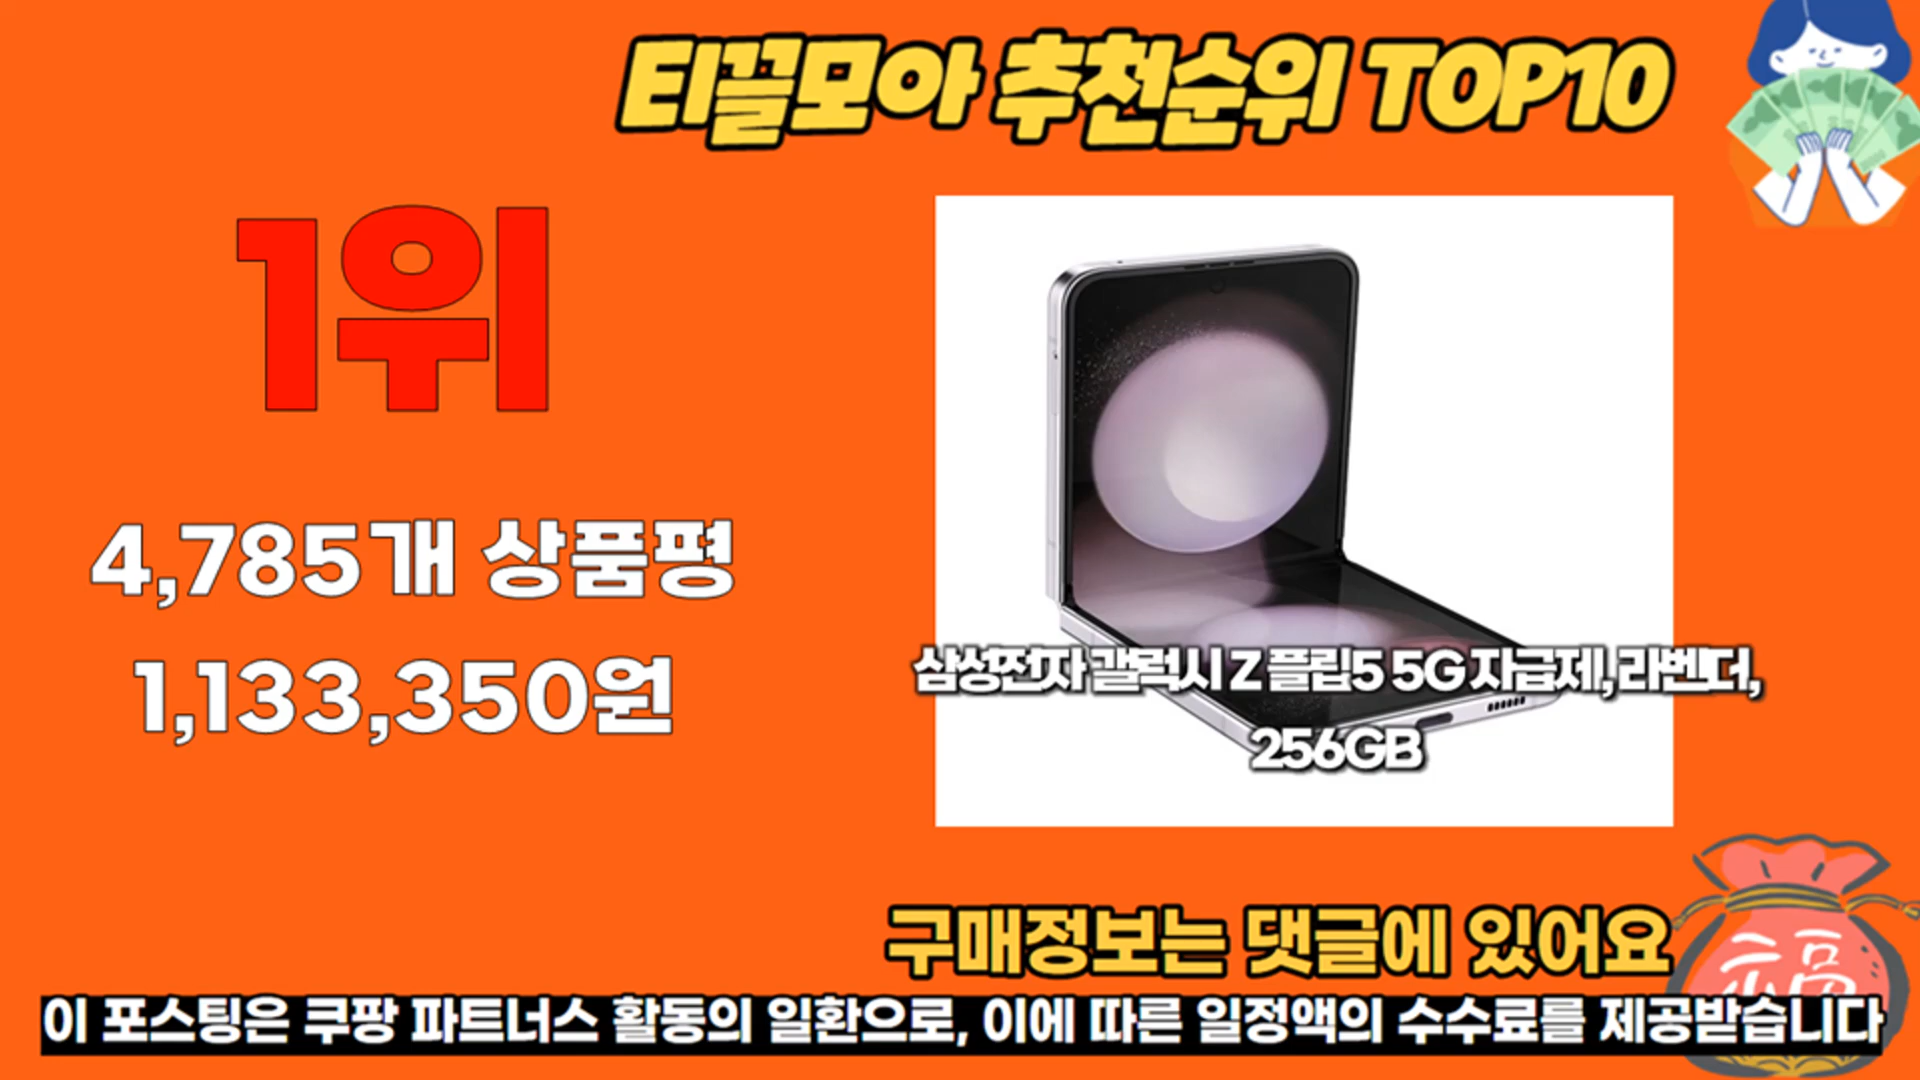 티끌모아 추천순위 TOP10
1위
4,785개 상품평
1,133,350원
삼성전자 갤럭시 Z 플립5 5G 자급제, 라벤더,
256GB
구매정보는 댓글에 있어요
福
이 포스팅은 쿠팡 파트너스 활동의 일환으로, 이에 따른 일정액의 수수료를 제공받습니다